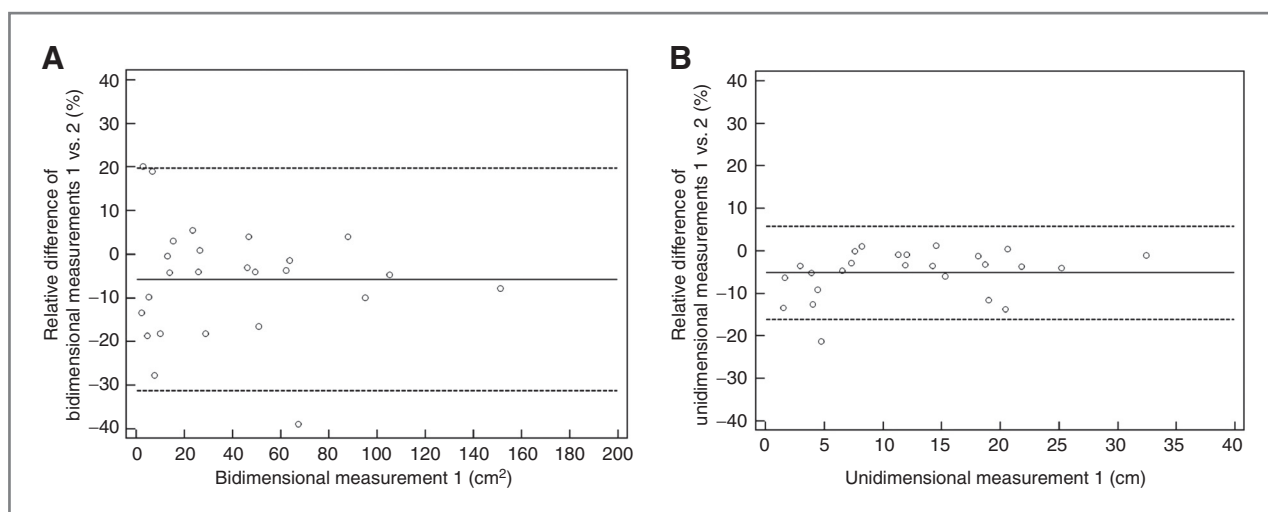 A
Relative difference of
bidimensional measurements 1 vs. 2 (%)
40
30
20
10
0
−10
−20
−30
−40
0 20 40 60 80 100 120 140 160 180 200
Bidimensional measurement 1 (cm²)
B
Relative difference of
unidimensional measurements 1 vs. 2 (%)
40
30
20
10
0
−10
−20
−30
−40
0 5 10 15 20 25 30 35 40
Unidimensional measurement 1 (cm)